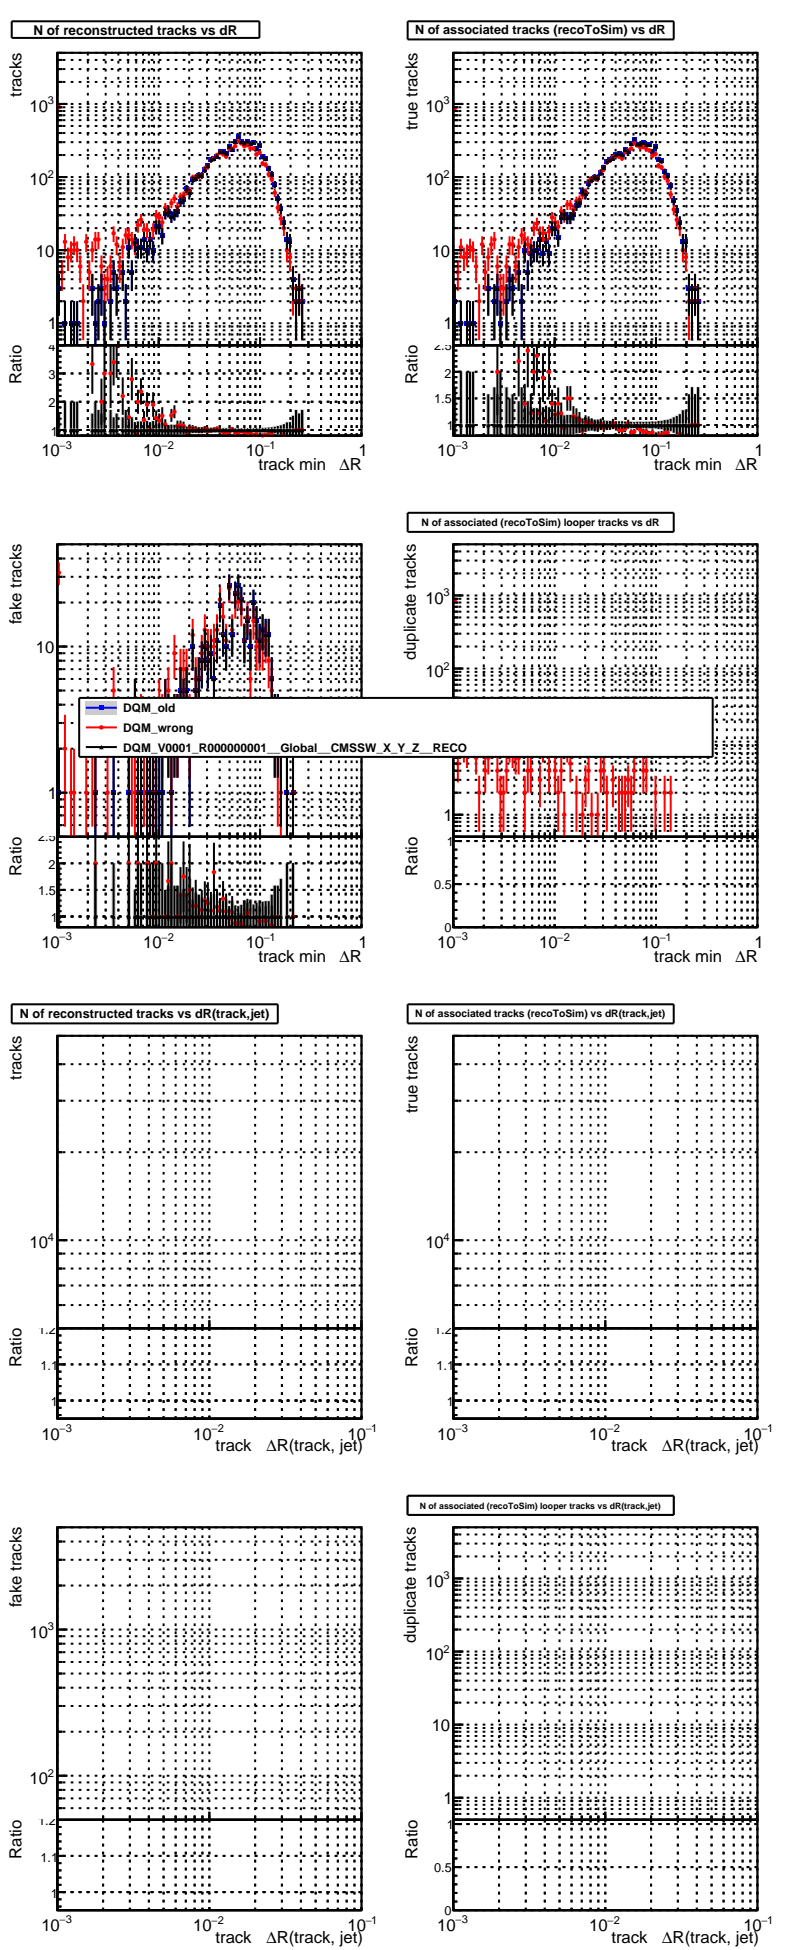 N of reconstructed tracks vs dR
N of associated tracks (recoToSim) vs dR
tracks
10³
10²
10
1
Ratio
4
3
2
1
10⁻³
10⁻²
10⁻¹
1
track min ΔR
true tracks
10³
10²
10
1
Ratio
2.5
2
1.5
1
10⁻³
10⁻²
10⁻¹
1
track min ΔR
N of associated (recoToSim) looper tracks vs dR
fake tracks
10
1
Ratio
2.5
2
1.5
1
10⁻³
10⁻²
10⁻¹
1
track min ΔR
duplicate tracks
10³
10²
1
Ratio
1
0.5
0
10⁻³
10⁻²
10⁻¹
1
track min ΔR
DQM_old
DQM_wrong
DQM_V0001_R000000001__Global__CMSSW_X_Y_Z__RECO
N of reconstructed tracks vs dR(track,jet)
N of associated tracks (recoToSim) vs dR(track,jet)
tracks
10⁴
Ratio
1.2
1.1
1
10⁻³
10⁻²
10⁻¹
track ΔR(track, jet)
true tracks
10⁴
Ratio
1.2
1.1
1
10⁻³
10⁻²
10⁻¹
track ΔR(track, jet)
N of associated (recoToSim) looper tracks vs dR(track,jet)
fake tracks
10³
10²
Ratio
1.2
1.1
1
10⁻³
10⁻²
10⁻¹
track ΔR(track, jet)
duplicate tracks
10³
10²
10
1
Ratio
1
0.5
0
10⁻³
10⁻²
10⁻¹
track ΔR(track, jet)